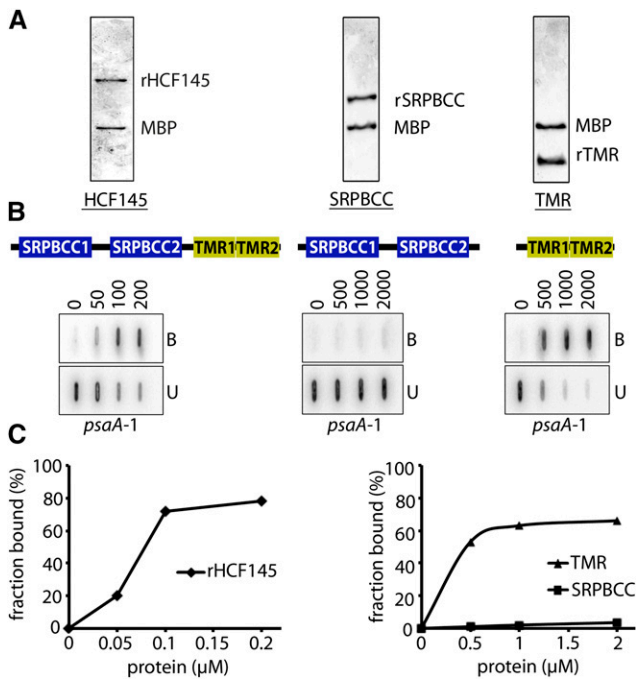 A
rHCF145
MBP
HCF145
rSRPBCC
MBP
SRPBCC
MBP
rTMR
TMR
B
SRPBCC1 SRPBCC2 TMR1 TMR2
0 50 100 200
B
U
psaA-1
SRPBCC1 SRPBCC2
0 500 1000 2000
B
U
psaA-1
TMR1 TMR2
0 500 1000 2000
B
U
psaA-1
C
fraction bound (%)
100
80
60
40
20
0
0 0.05 0.1 0.15 0.2
rHCF145
protein (µM)
fraction bound (%)
100
80
60
40
20
0
0 0.5 1 1.5 2
TMR
SRPBCC
protein (µM)